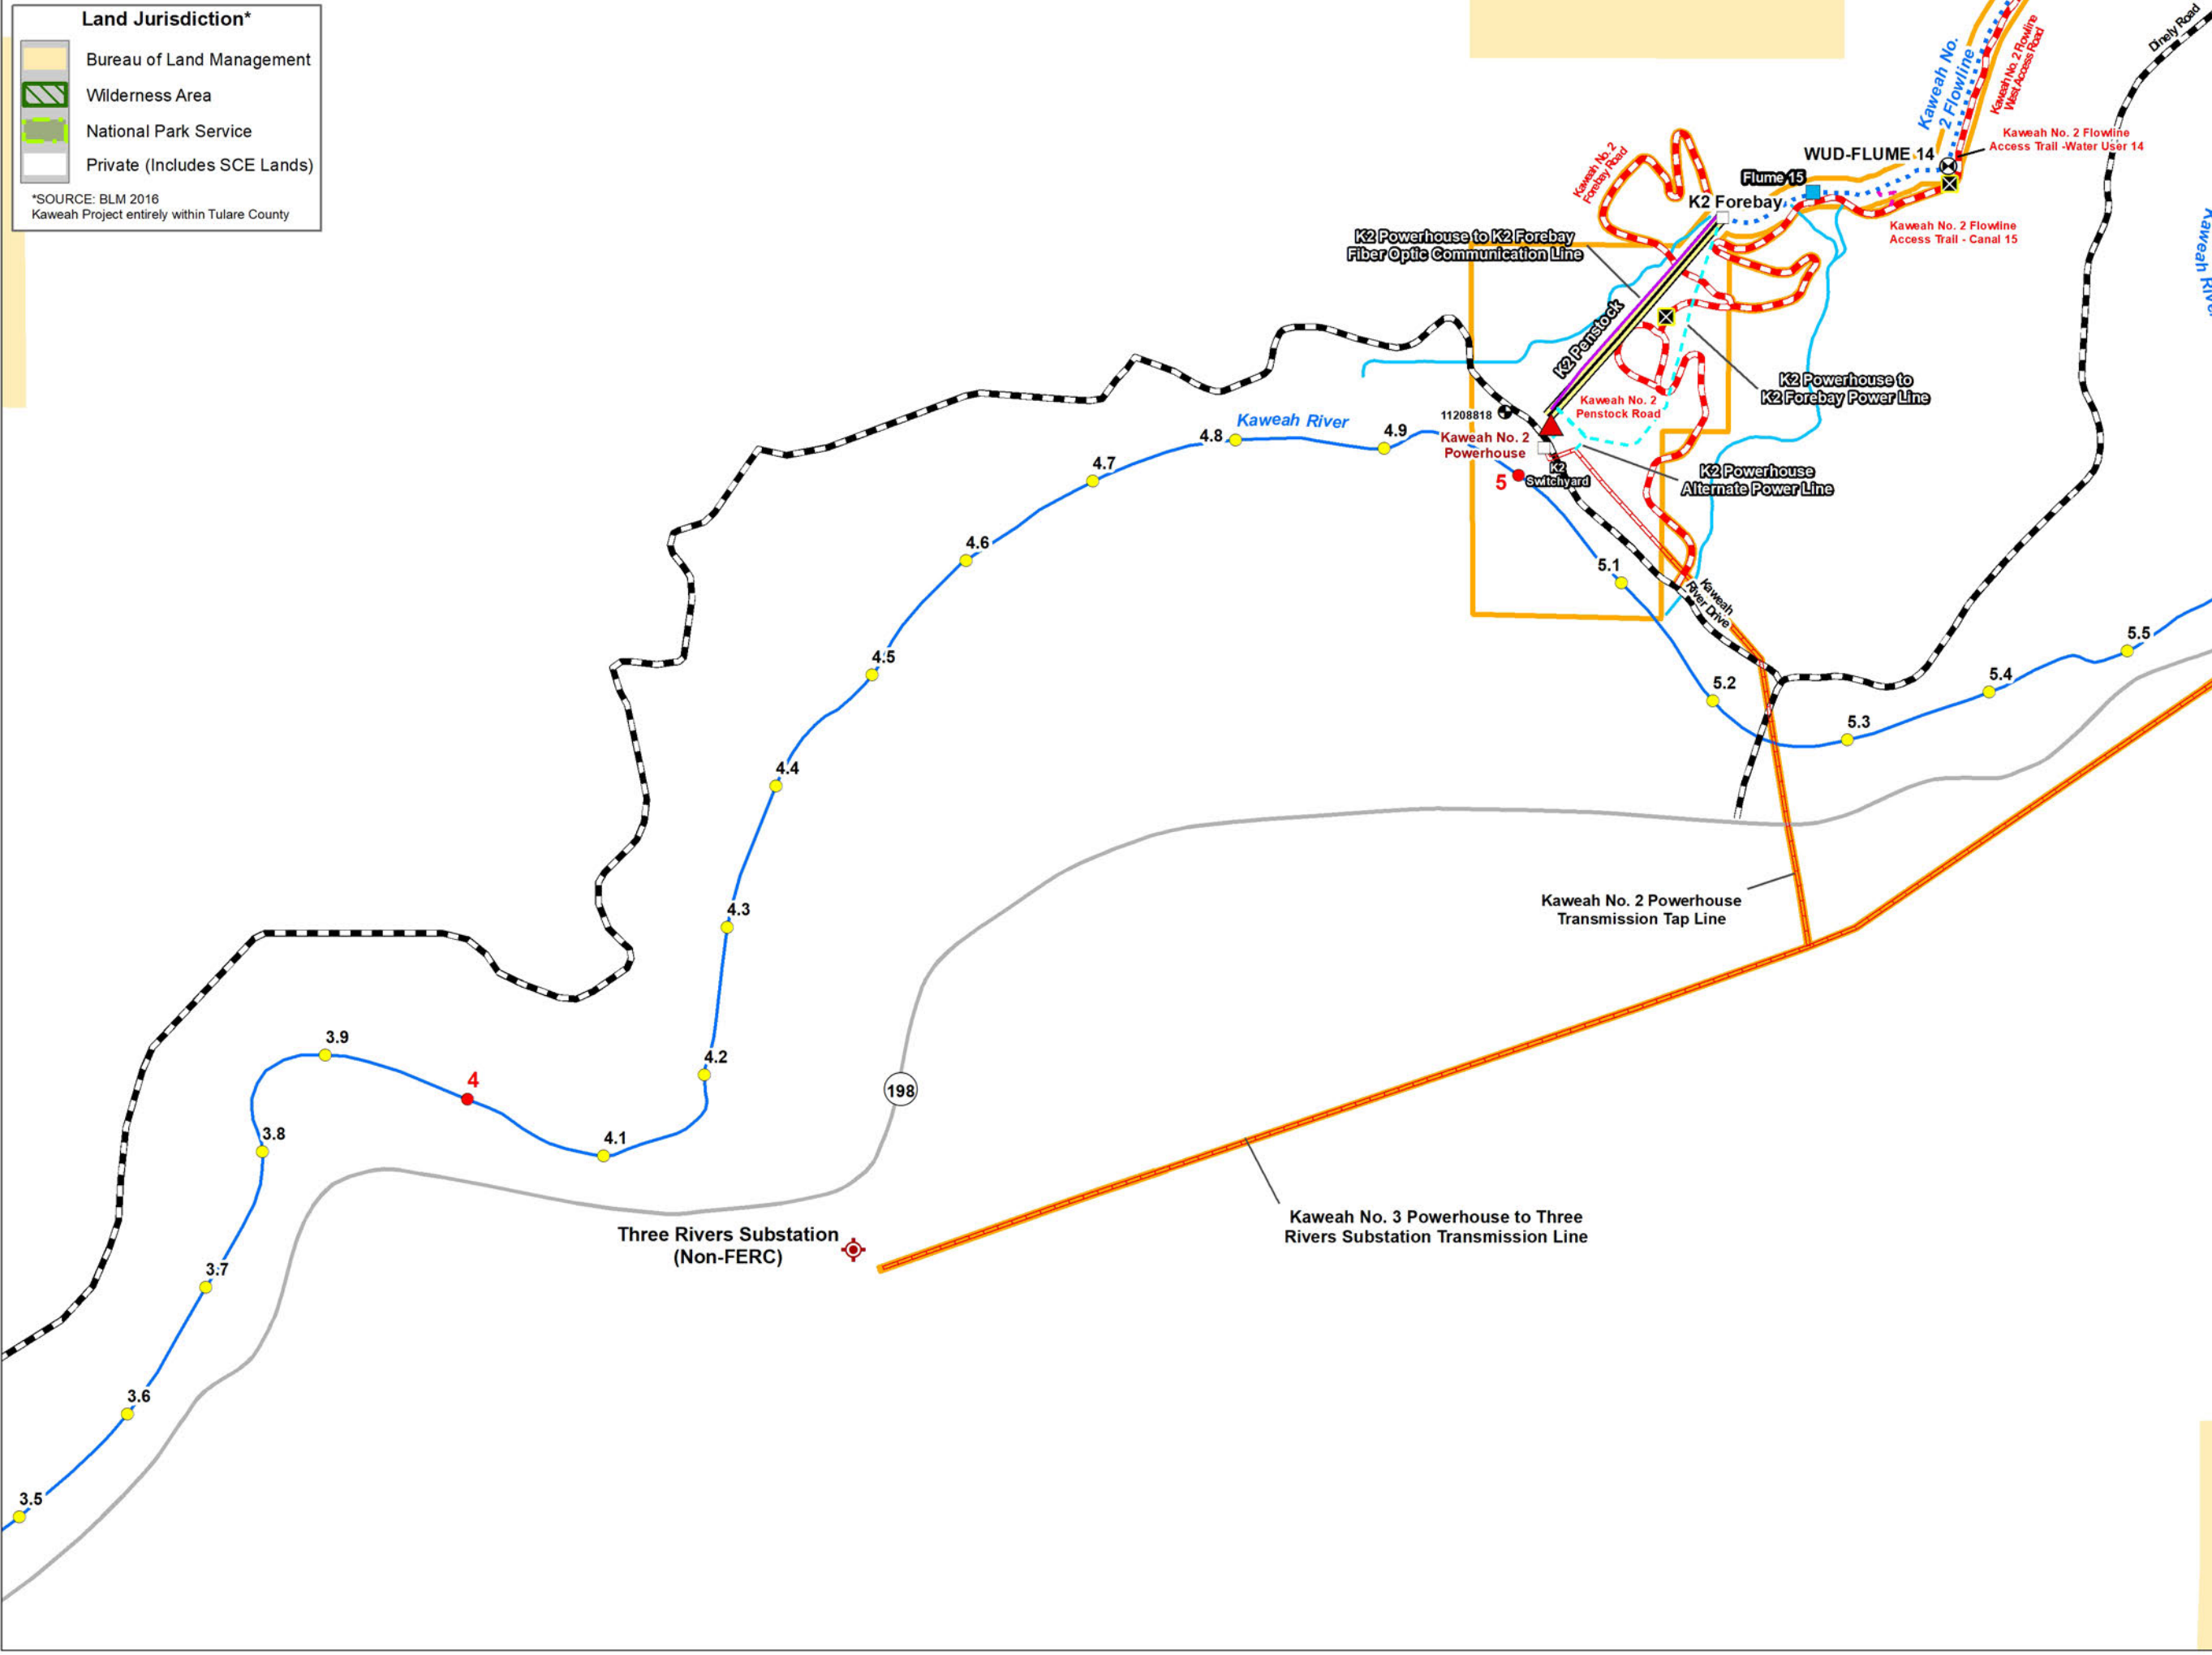 Land Jurisdiction*
Bureau of Land Management
Wilderness Area
National Park Service
Private (Includes SCE Lands)
*SOURCE: BLM 2016
Kaweah Project entirely within Tulare County
Dinely Road
Kaweah No.
2 Flowline
Kaweah No. 2 Flowline
West Access Road
Kaweah No. 2 Flowline
Access Trail -Water User 14
WUD-FLUME 14
Flume 15
K2 Forebay
Kaweah No. 2
Forebay Road
Kaweah No. 2 Flowline
Access Trail - Canal 15
Kaweah River
K2 Powerhouse to K2 Forebay
Fiber Optic Communication Line
K2 Penstock
K2 Powerhouse to
K2 Forebay Power Line
Kaweah No. 2
Penstock Road
11208818
Kaweah River
4.8
4.9
Kaweah No. 2
Powerhouse
4.7
K2
Switchyard
5
K2 Powerhouse
Alternate Power Line
4.6
5.1
Kaweah
River Drive
4.5
5.5
5.2
5.4
5.3
4.4
4.3
Kaweah No. 2 Powerhouse
Transmission Tap Line
3.9
4.2
4
198
3.8
4.1
Three Rivers Substation
(Non-FERC)
Kaweah No. 3 Powerhouse to Three
Rivers Substation Transmission Line
3.7
3.6
3.5